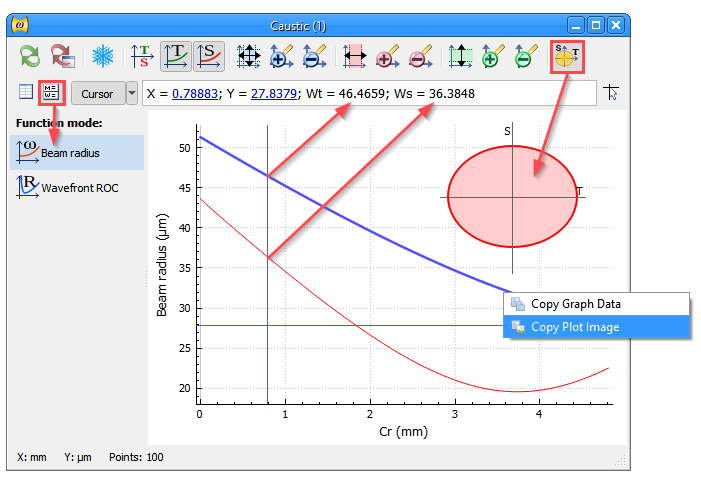 ω
Caustic (1)
T
S
T
S
S
T
Cursor
X = 0.78883; Y = 27.8379; Wt = 46.4659; Ws = 36.3848
M=
W=
Function mode:
ω
Beam radius
R
Wavefront ROC
Beam radius (µm)
50
45
40
35
30
25
20
0
1
2
3
4
Cr (mm)
S
T
Copy Graph Data
Copy Plot Image
X: mm
Y: µm
Points: 100